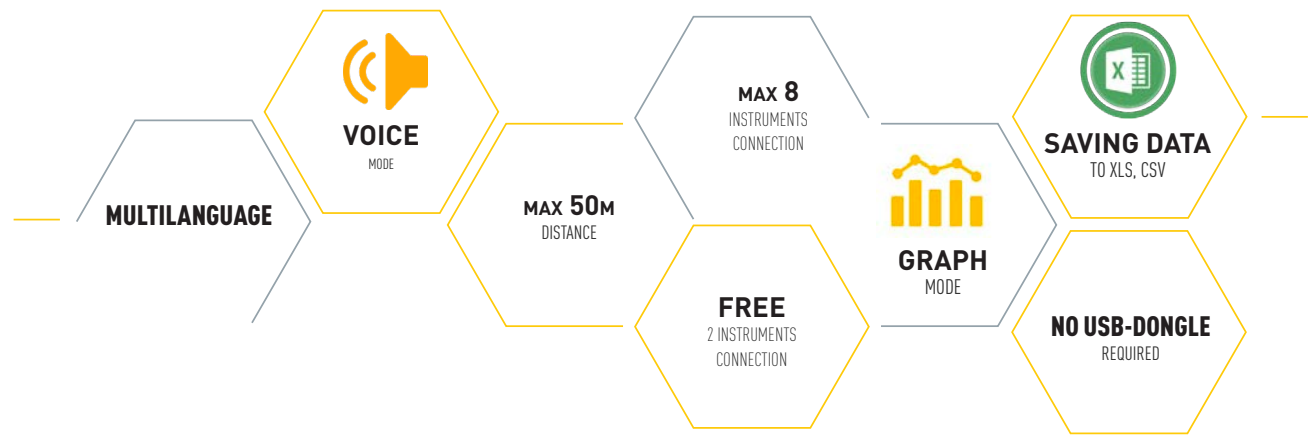 MULTILANGUAGE
VOICE
MODE
MAX 50M
DISTANCE
MAX 8
INSTRUMENTS
CONNECTION
FREE
2 INSTRUMENTS
CONNECTION
GRAPH
MODE
X
SAVING DATA
TO XLS, CSV
NO USB-DONGLE
REQUIRED